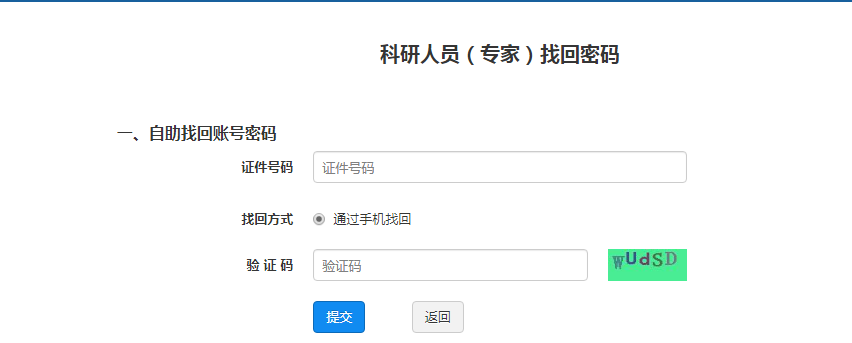 科研人员（专家）找回密码
一、自助找回账号密码
证件号码 证件号码
找回方式 通过手机找回
验 证 码 验证码 WUdSD
提交 返回